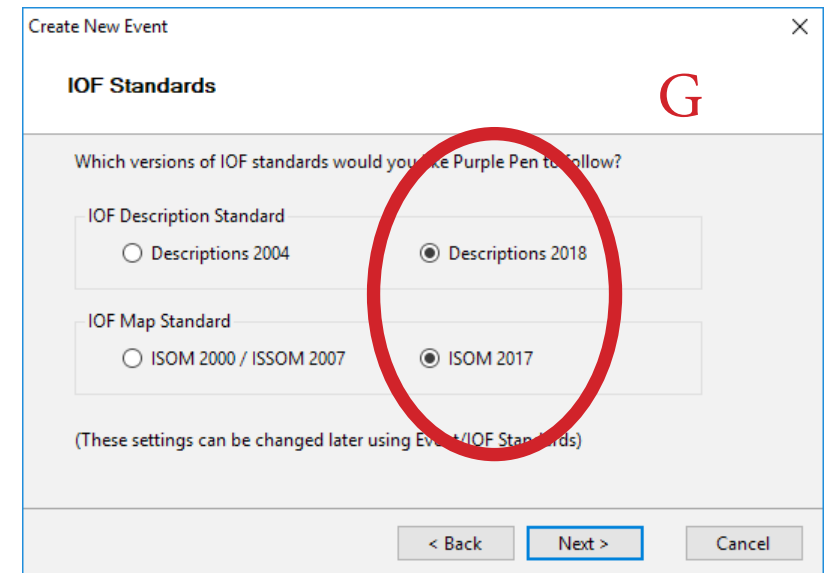 Create New Event
IOF Standards
G
Which versions of IOF standards would you like Purple Pen to follow?
IOF Description Standard
Descriptions 2004 Descriptions 2018
IOF Map Standard
ISOM 2000 / ISSOM 2007 ISOM 2017
(These settings can be changed later using Event/IOF Standards)
< Back Next > Cancel